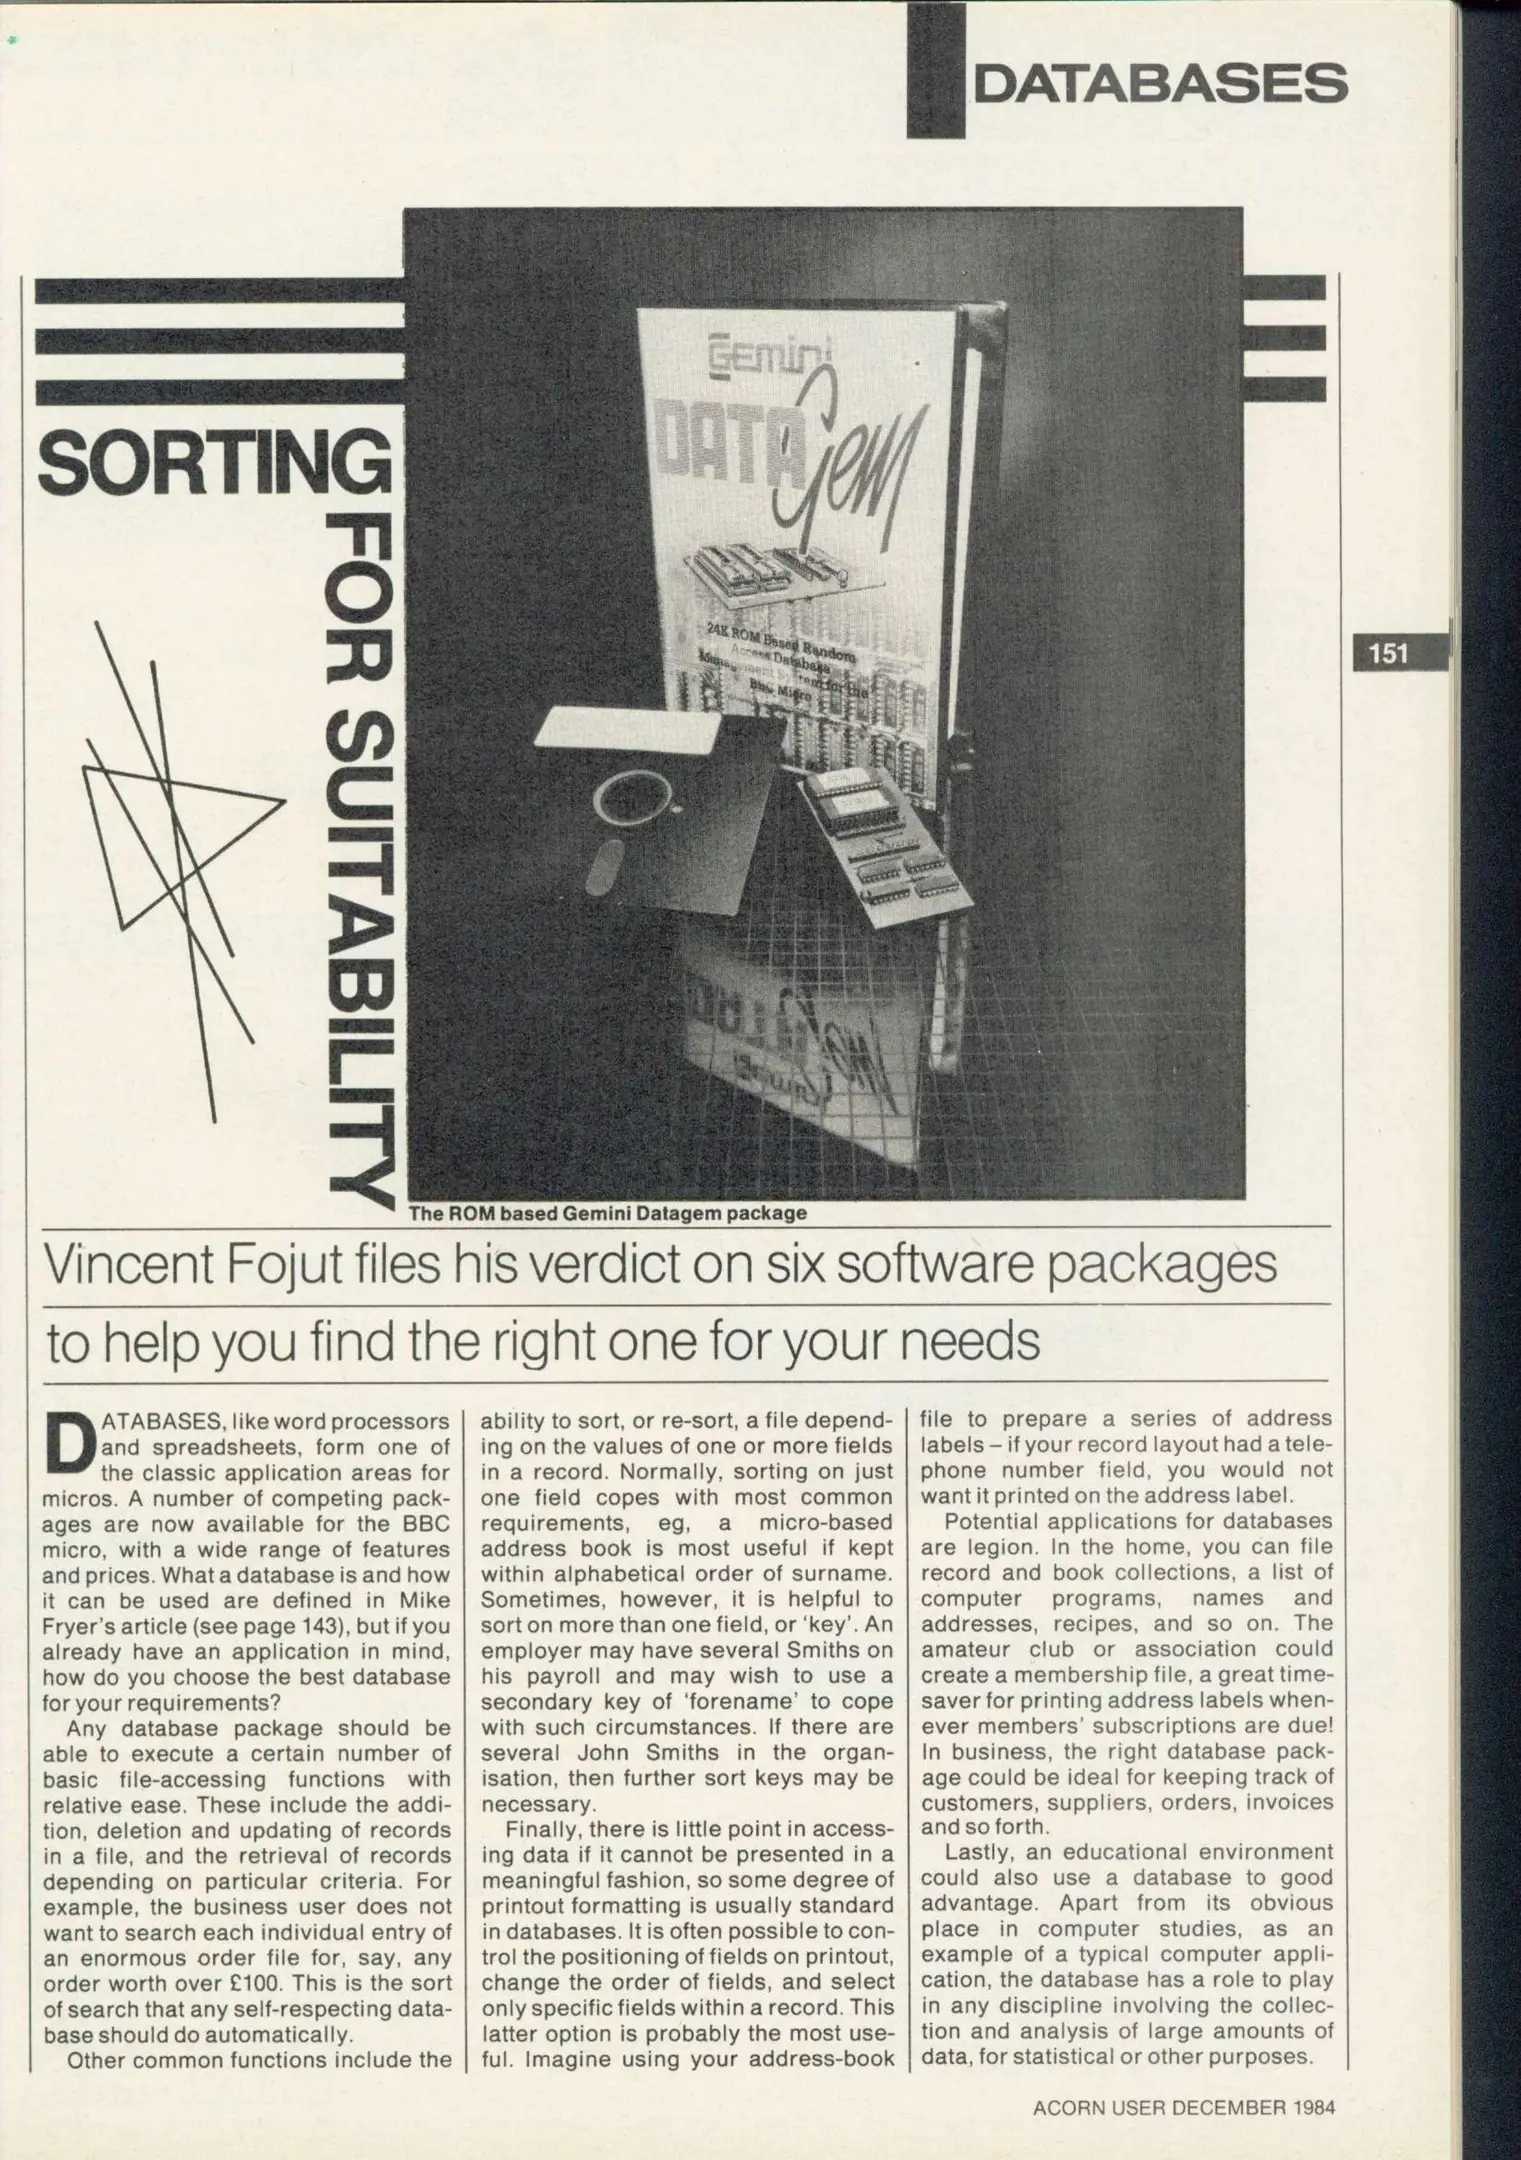 DATABASES
SORTING
FOR SUITABILITY
Gemini
DATA
Gem
24K ROM Based Random
Access Database
Management System for the
BBC Micro
151
The ROM based Gemini Datagem package
Vincent Fojut files his verdict on six software packages
to help you find the right one for your needs
DATABASES, like word processors
and spreadsheets, form one of
the classic application areas for
micros. A number of competing pack-
ages are now available for the BBC
micro, with a wide range of features
and prices. What a database is and how
it can be used are defined in Mike
Fryer's article (see page 143), but if you
already have an application in mind,
how do you choose the best database
for your requirements?
Any database package should be
able to execute a certain number of
basic file-accessing functions with
relative ease. These include the addi-
tion, deletion and updating of records
in a file, and the retrieval of records
depending on particular criteria. For
example, the business user does not
want to search each individual entry of
an enormous order file for, say, any
order worth over £100. This is the sort
of search that any self-respecting data-
base should do automatically.
Other common functions include the
ability to sort, or re-sort, a file depend-
ing on the values of one or more fields
in a record. Normally, sorting on just
one field copes with most common
requirements, eg, a micro-based
address book is most useful if kept
within alphabetical order of surname.
Sometimes, however, it is helpful to
sort on more than one field, or 'key'. An
employer may have several Smiths on
his payroll and may wish to use a
secondary key of 'forename' to cope
with such circumstances. If there are
several John Smiths in the organ-
isation, then further sort keys may be
necessary.
Finally, there is little point in access-
ing data if it cannot be presented in a
meaningful fashion, so some degree of
printout formatting is usually standard
in databases. It is often possible to con-
trol the positioning of fields on printout,
change the order of fields, and select
only specific fields within a record. This
latter option is probably the most use-
ful. Imagine using your address-book
file to prepare a series of address
labels – if your record layout had a tele-
phone number field, you would not
want it printed on the address label.
Potential applications for databases
are legion. In the home, you can file
record and book collections, a list of
computer programs, names and
addresses, recipes, and so on. The
amateur club or association could
create a membership file, a great time-
saver for printing address labels when-
ever members' subscriptions are due!
In business, the right database pack-
age could be ideal for keeping track of
customers, suppliers, orders, invoices
and so forth.
Lastly, an educational environment
could also use a database to good
advantage. Apart from its obvious
place in computer studies, as an
example of a typical computer appli-
cation, the database has a role to play
in any discipline involving the collec-
tion and analysis of large amounts of
data, for statistical or other purposes.
ACORN USER DECEMBER 1984